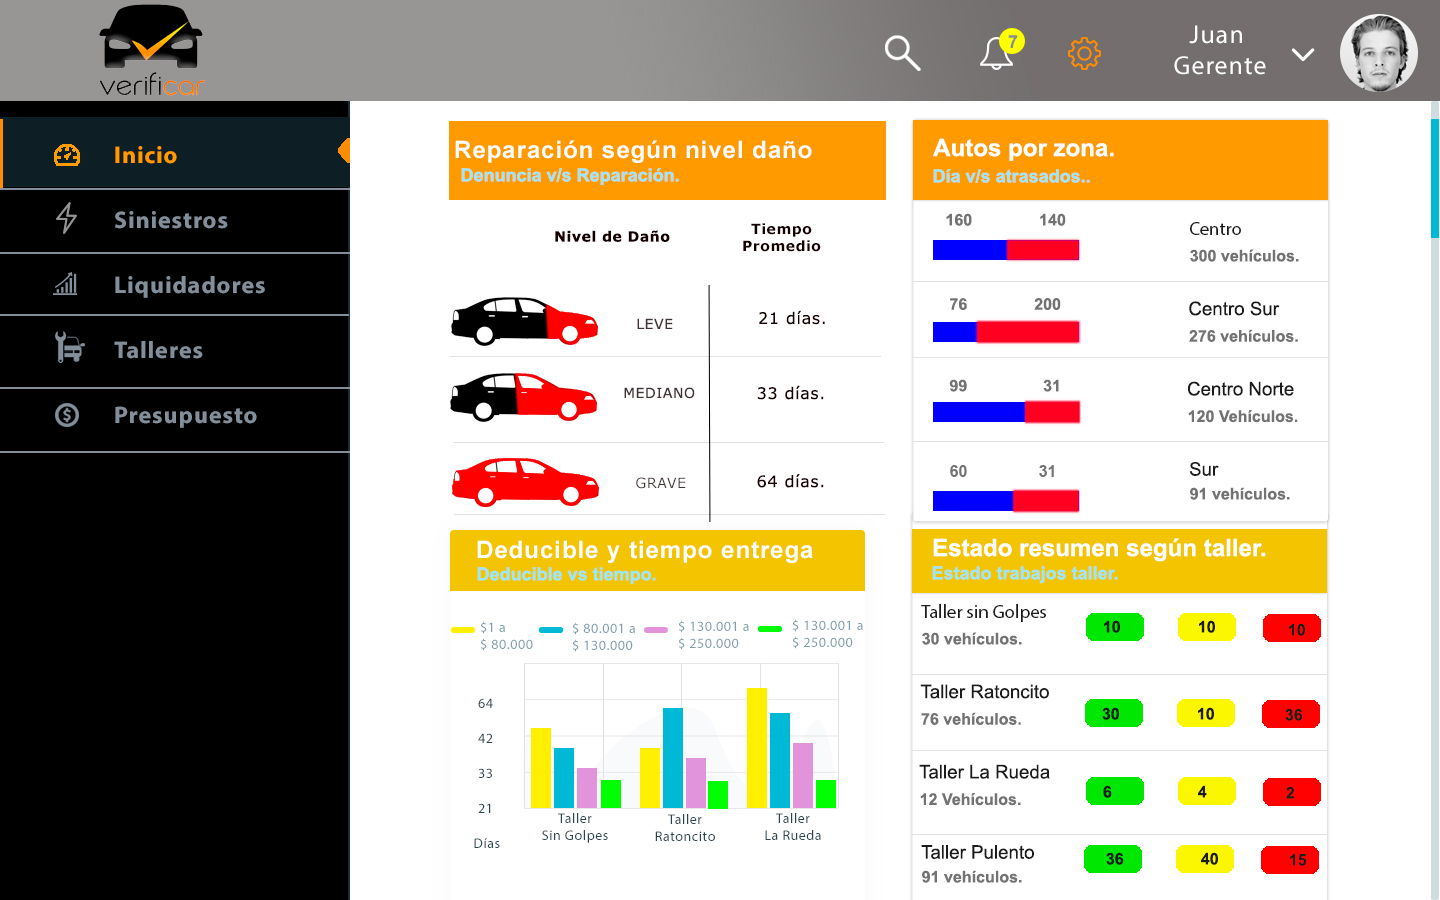 verificar
7
Juan
Gerente
Inicio
Siniestros
Liquidadores
Talleres
Presupuesto
Reparación según nivel daño
Denuncia v/s Reparación.
Nivel de Daño
Tiempo
Promedio
LEVE
21 días.
MEDIANO
33 días.
GRAVE
64 días.
Autos por zona.
Día v/s atrasados..
160 140
Centro
300 vehículos.
76 200
Centro Sur
276 vehículos.
99 31
Centro Norte
120 Vehículos.
60 31
Sur
91 vehículos.
Deducible y tiempo entrega
Deducible vs tiempo.
$1 a
$ 80.000
$ 80.001 a
$ 130.000
$ 130.001 a
$ 250.000
$ 130.001 a
$ 250.000
64
42
33
21
Días
Taller
Sin Golpes
Taller
Ratoncito
Taller
La Rueda
Estado resumen según taller.
Estado trabajos taller.
Taller sin Golpes
30 vehículos.
10 10 10
Taller Ratoncito
76 vehículos.
30 10 36
Taller La Rueda
12 Vehículos.
6 4 2
Taller Pulento
91 vehículos.
36 40 15